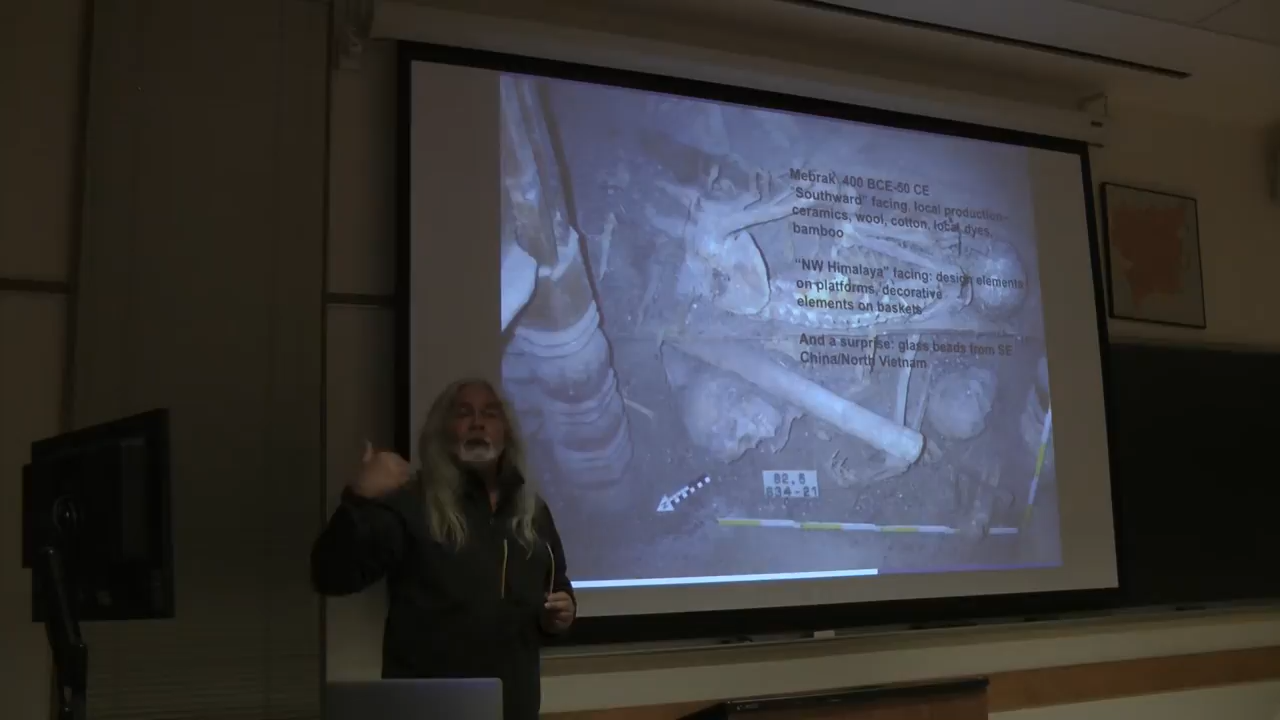 Mebrak 400 BCE-50 CE
"Southward" facing, local production-
ceramics, wool, cotton, local dyes,
bamboo
"NW Himalaya" facing: design elements
on platforms, decorative
elements on baskets
And a surprise: glass beads from SE
China/North Vietnam
82.6
834-21